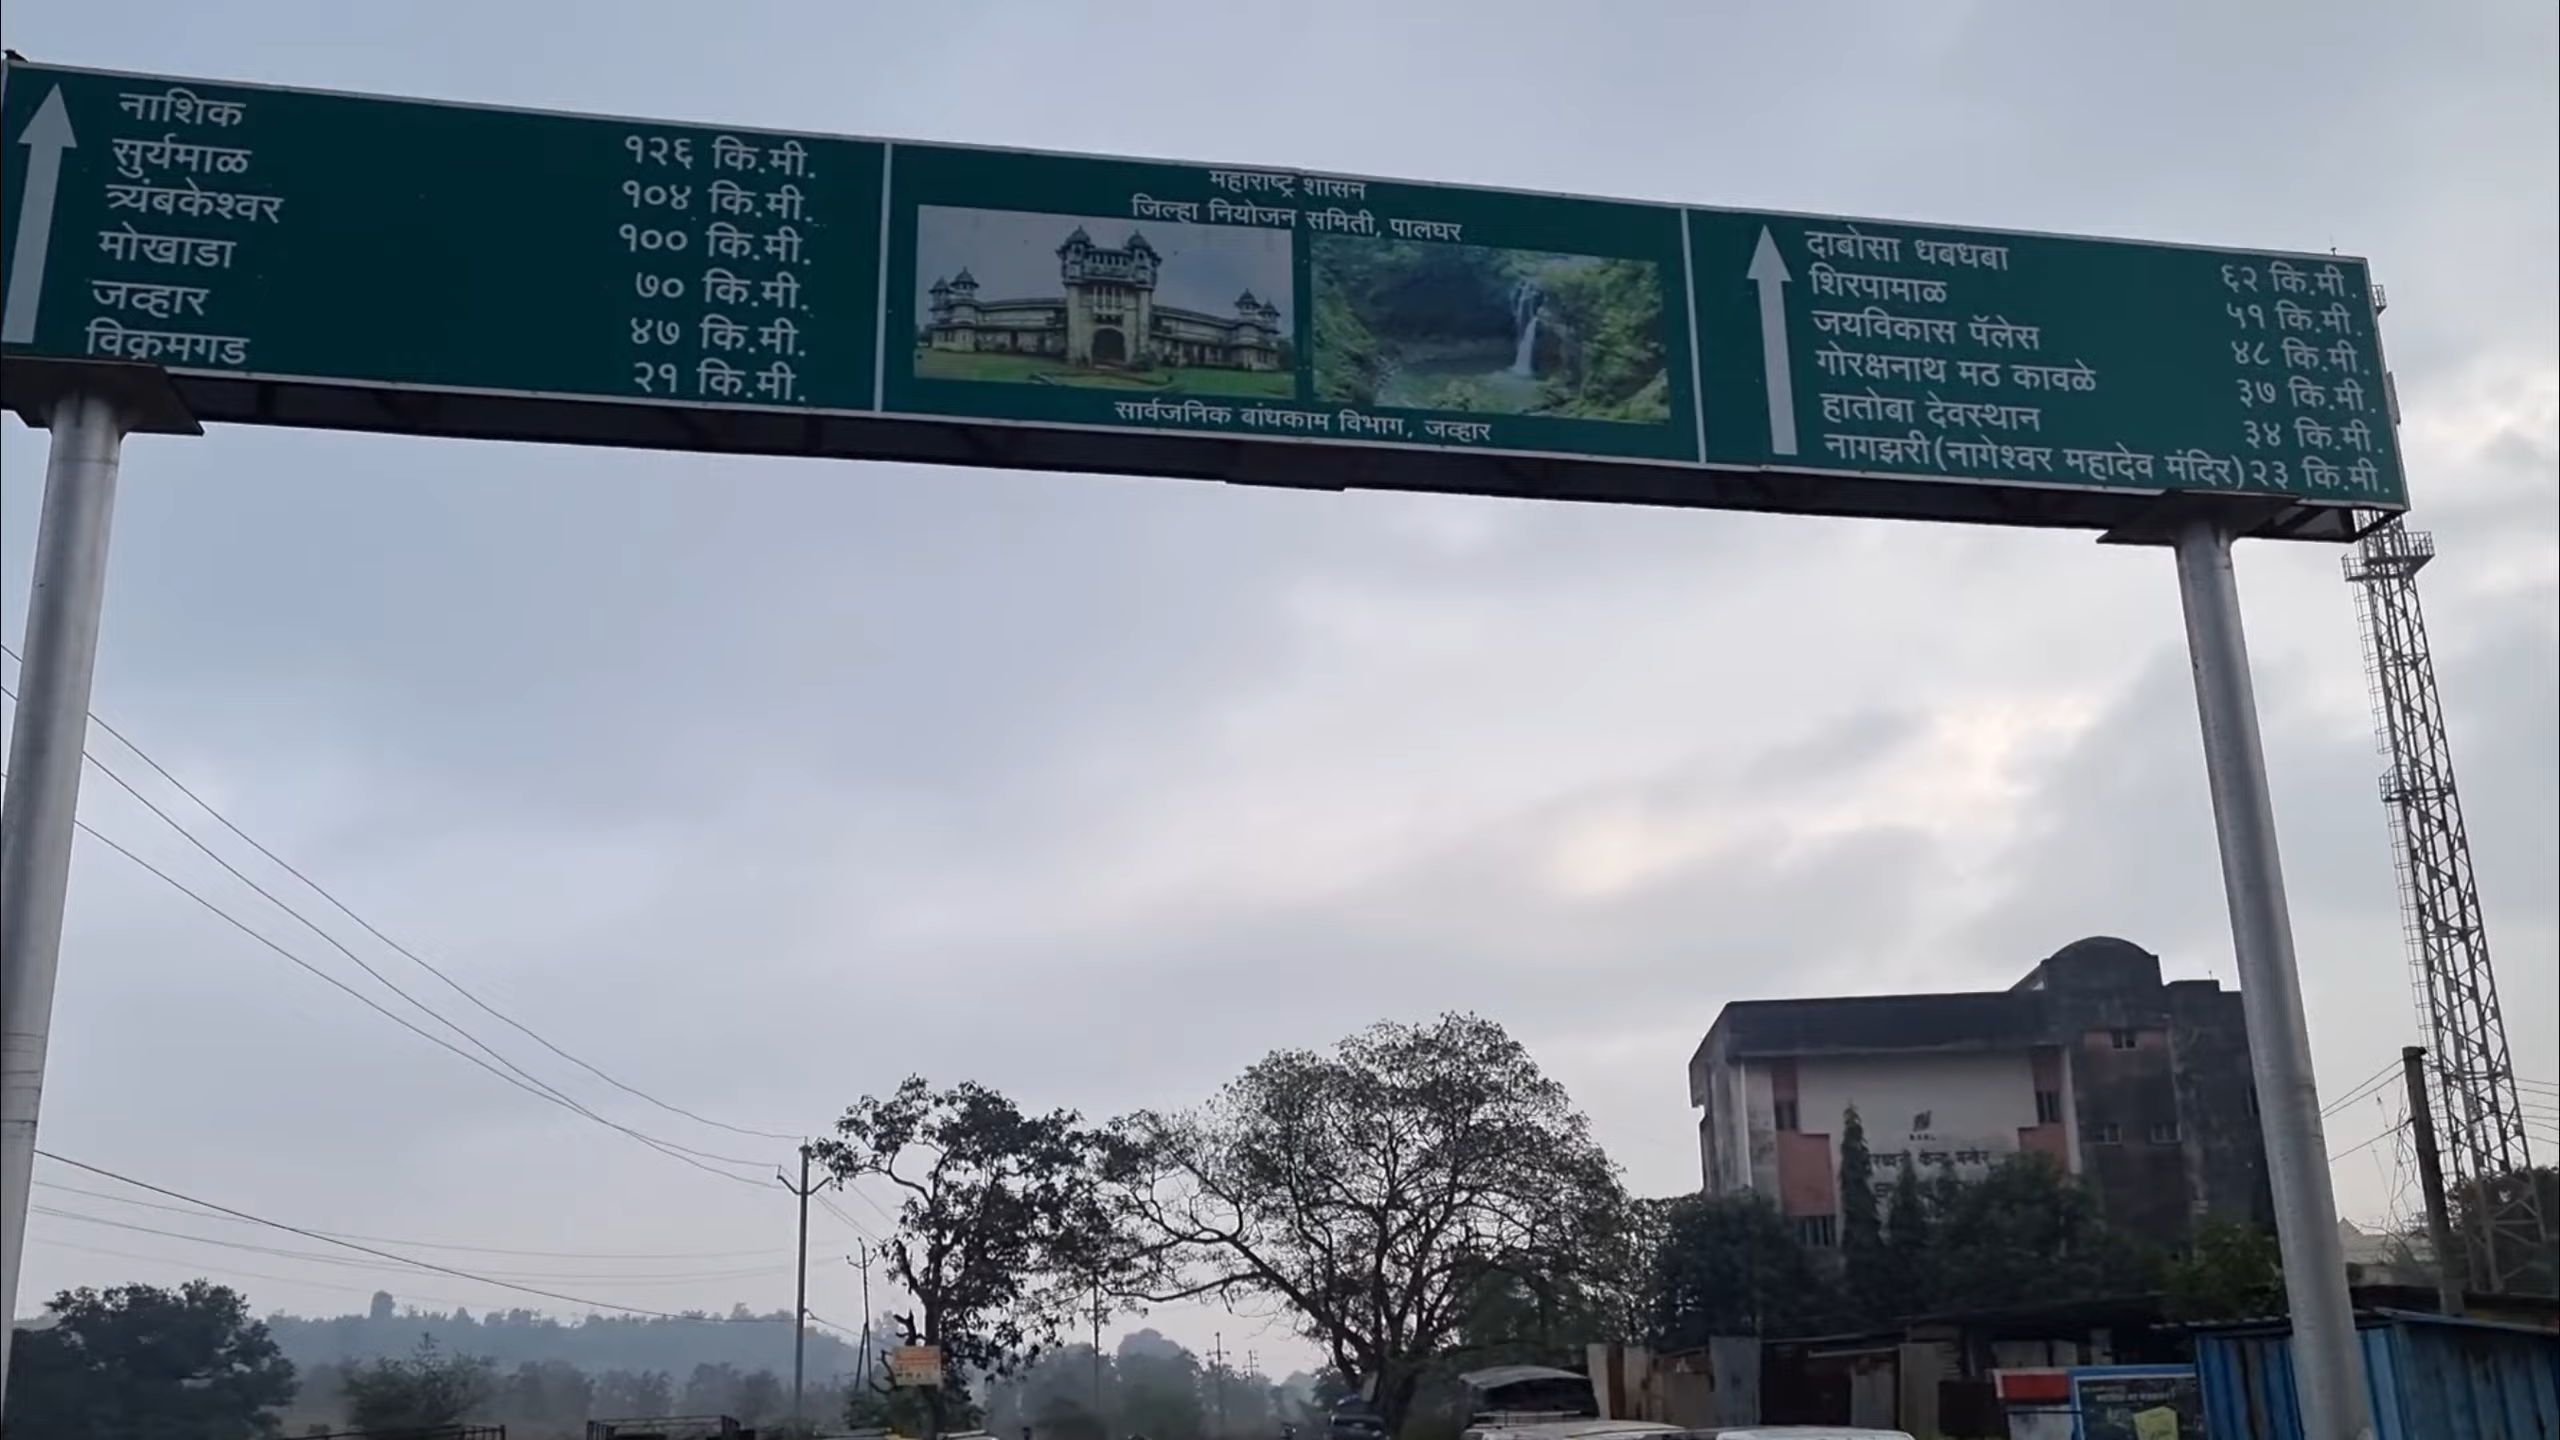 नाशिक १२६ कि.मी.
सुर्यमाळ १०४ कि.मी.
त्र्यंबकेश्वर १०० कि.मी.
मोखाडा ७० कि.मी.
जव्हार ४७ कि.मी.
विक्रमगड २१ कि.मी.
महाराष्ट्र शासन
जिल्हा नियोजन समिती, पालघर
सार्वजनिक बांधकाम विभाग, जव्हार
दाबोसा धबधबा ६२ कि.मी.
शिरपामाळ ५१ कि.मी.
जयविकास पॅलेस ४८ कि.मी.
गोरक्षनाथ मठ कावळे ३७ कि.मी.
हातोबा देवस्थान ३४ कि.मी.
नागझरी(नागेश्वर महादेव मंदिर) २३ कि.मी.